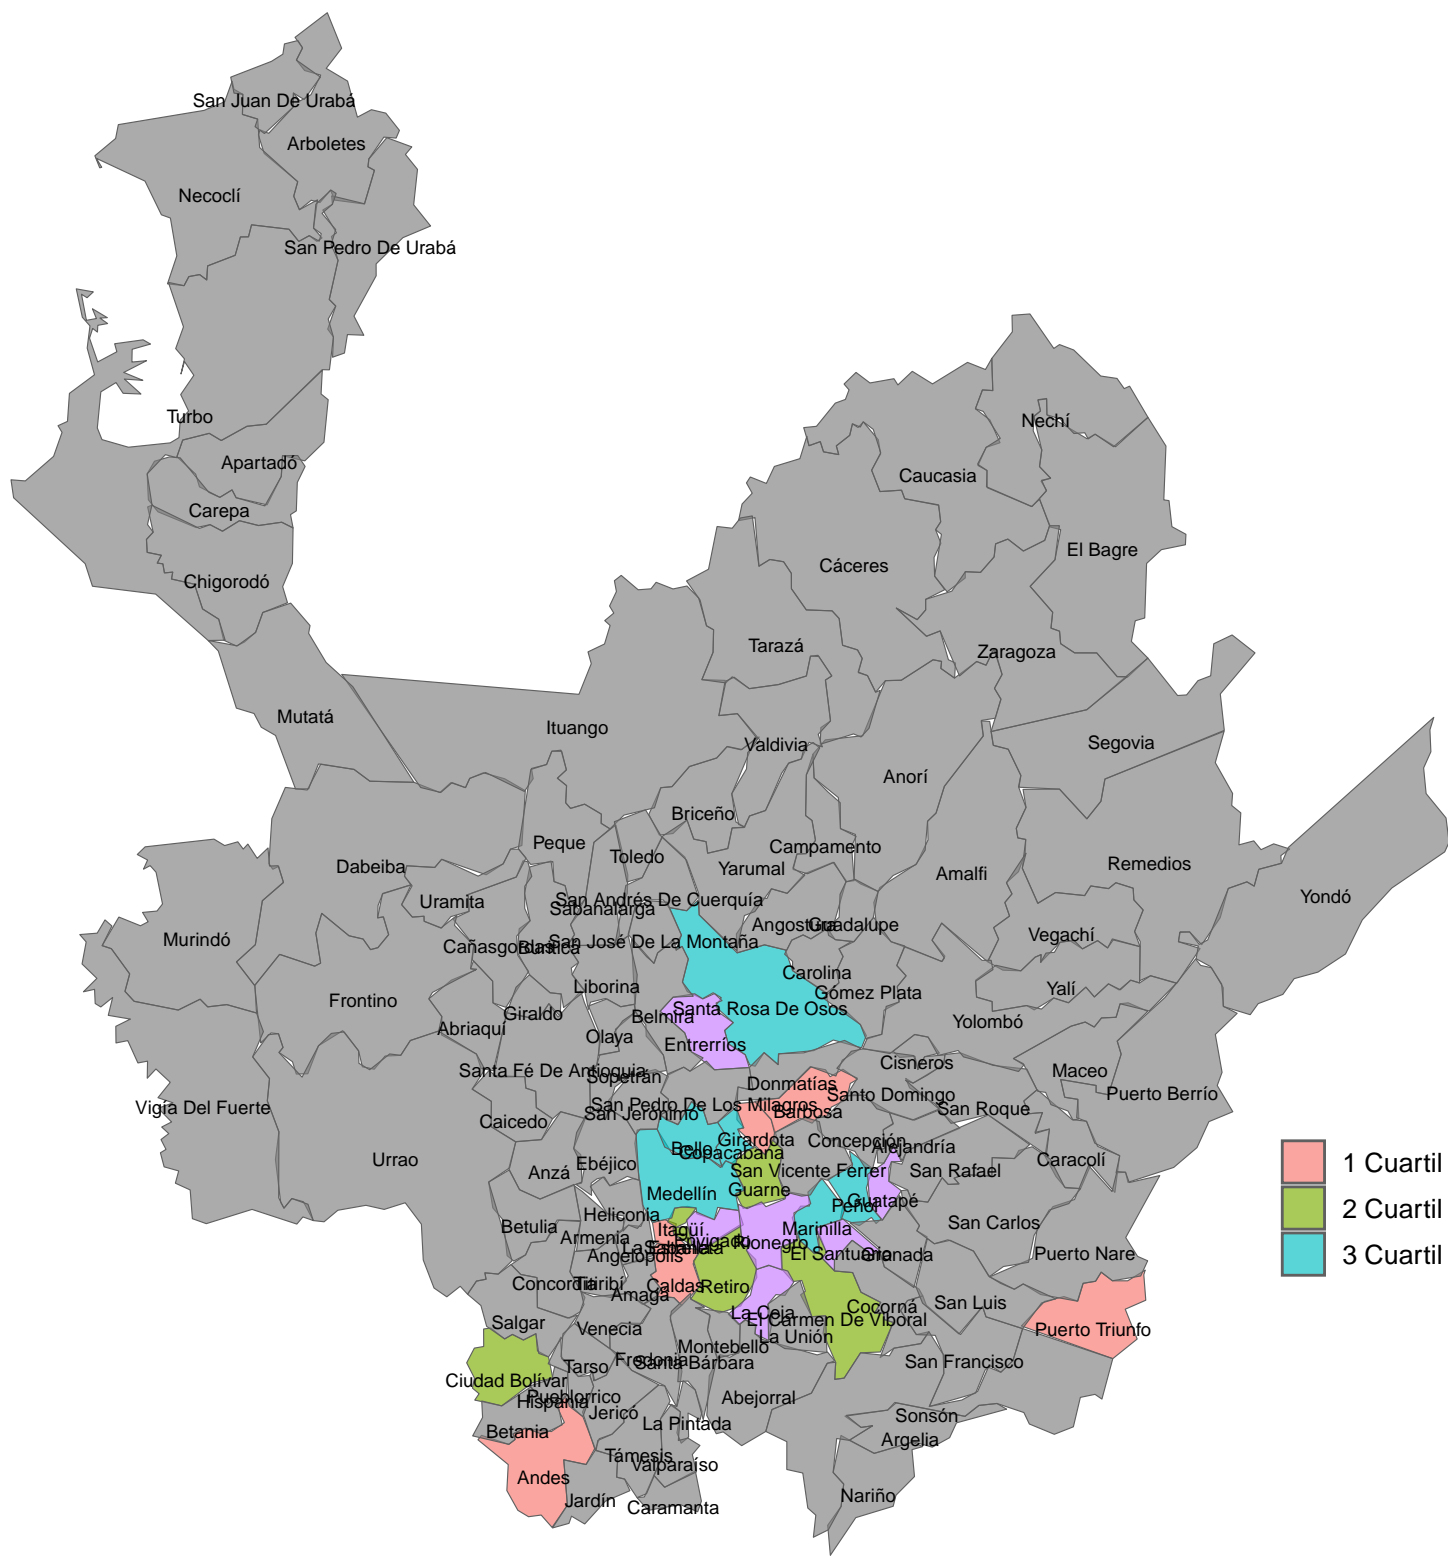 San Juan De Urabá
Arboletes
Necoclí
San Pedro De Urabá
Turbo
Nechí
Apartadó
Caucasia
Carepa
El Bagre
Cáceres
Chigorodó
Tarazá
Zaragoza
Mutatá
Ituango
Valdivia
Segovia
Anorí
Briceño
Peque
Campamento
Toledo
Dabeiba
Yarumal
Remedios
Amalfi
Yondó
Uramita
San Andrés De Cuerquía
Sabanalarga
Angostura
Guadalupe
Vegachí
Murindó
Cañasgordas
Buriticá
San José De La Montaña
Carolina
Liborina
Yalí
Gómez Plata
Frontino
Santa Rosa De Osos
Giraldo
Belmira
Yolombó
Abriaquí
Olaya
Entrerríos
Cisneros
Santa Fé De Antioquia
Sopetrán
Maceo
Donmatías
Santo Domingo
Puerto Berrío
San Pedro De Los Milagros
Vigía Del Fuerte
San Roque
Barbosa
San Jerónimo
Caicedo
Girardota
Concepción
Alejandría
Bello
Copacabana
Urrao
Ebéjico
Caracolí
1 Cuartil
Anzá
San Vicente Ferrer
San Rafael
Medellín
Guarne
Guatapé
Peñol
2 Cuartil
Heliconia
Betulia
Itagüí
Marinilla
San Carlos
Armenia
Envigado
Rionegro
La Estrella
Sabaneta
Angelópolis
El Santuario
Granada
Puerto Nare
3 Cuartil
Concordia
Titiribí
Caldas
Retiro
Amagá
San Luis
Cocorná
La Ceja
El Carmen De Viboral
Salgar
Venecia
La Unión
Puerto Triunfo
Montebello
Fredonia
Santa Bárbara
San Francisco
Tarso
Ciudad Bolívar
Pueblorrico
Hispania
Abejorral
Jericó
Sonsón
La Pintada
Betania
Argelia
Támesis
Valparaíso
Andes
Nariño
Jardín
Caramanta